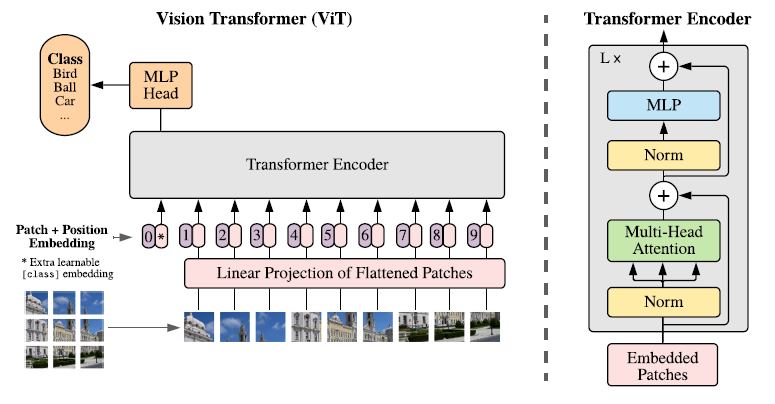 Vision Transformer (ViT)
Class
Bird
Ball
Car
...
MLP
Head
Transformer Encoder
Patch + Position
Embedding
0 * 1 2 3 4 5 6 7 8 9
* Extra learnable
[class] embedding
Linear Projection of Flattened Patches
Transformer Encoder
L x
+
MLP
Norm
+
Multi-Head
Attention
Norm
Embedded
Patches